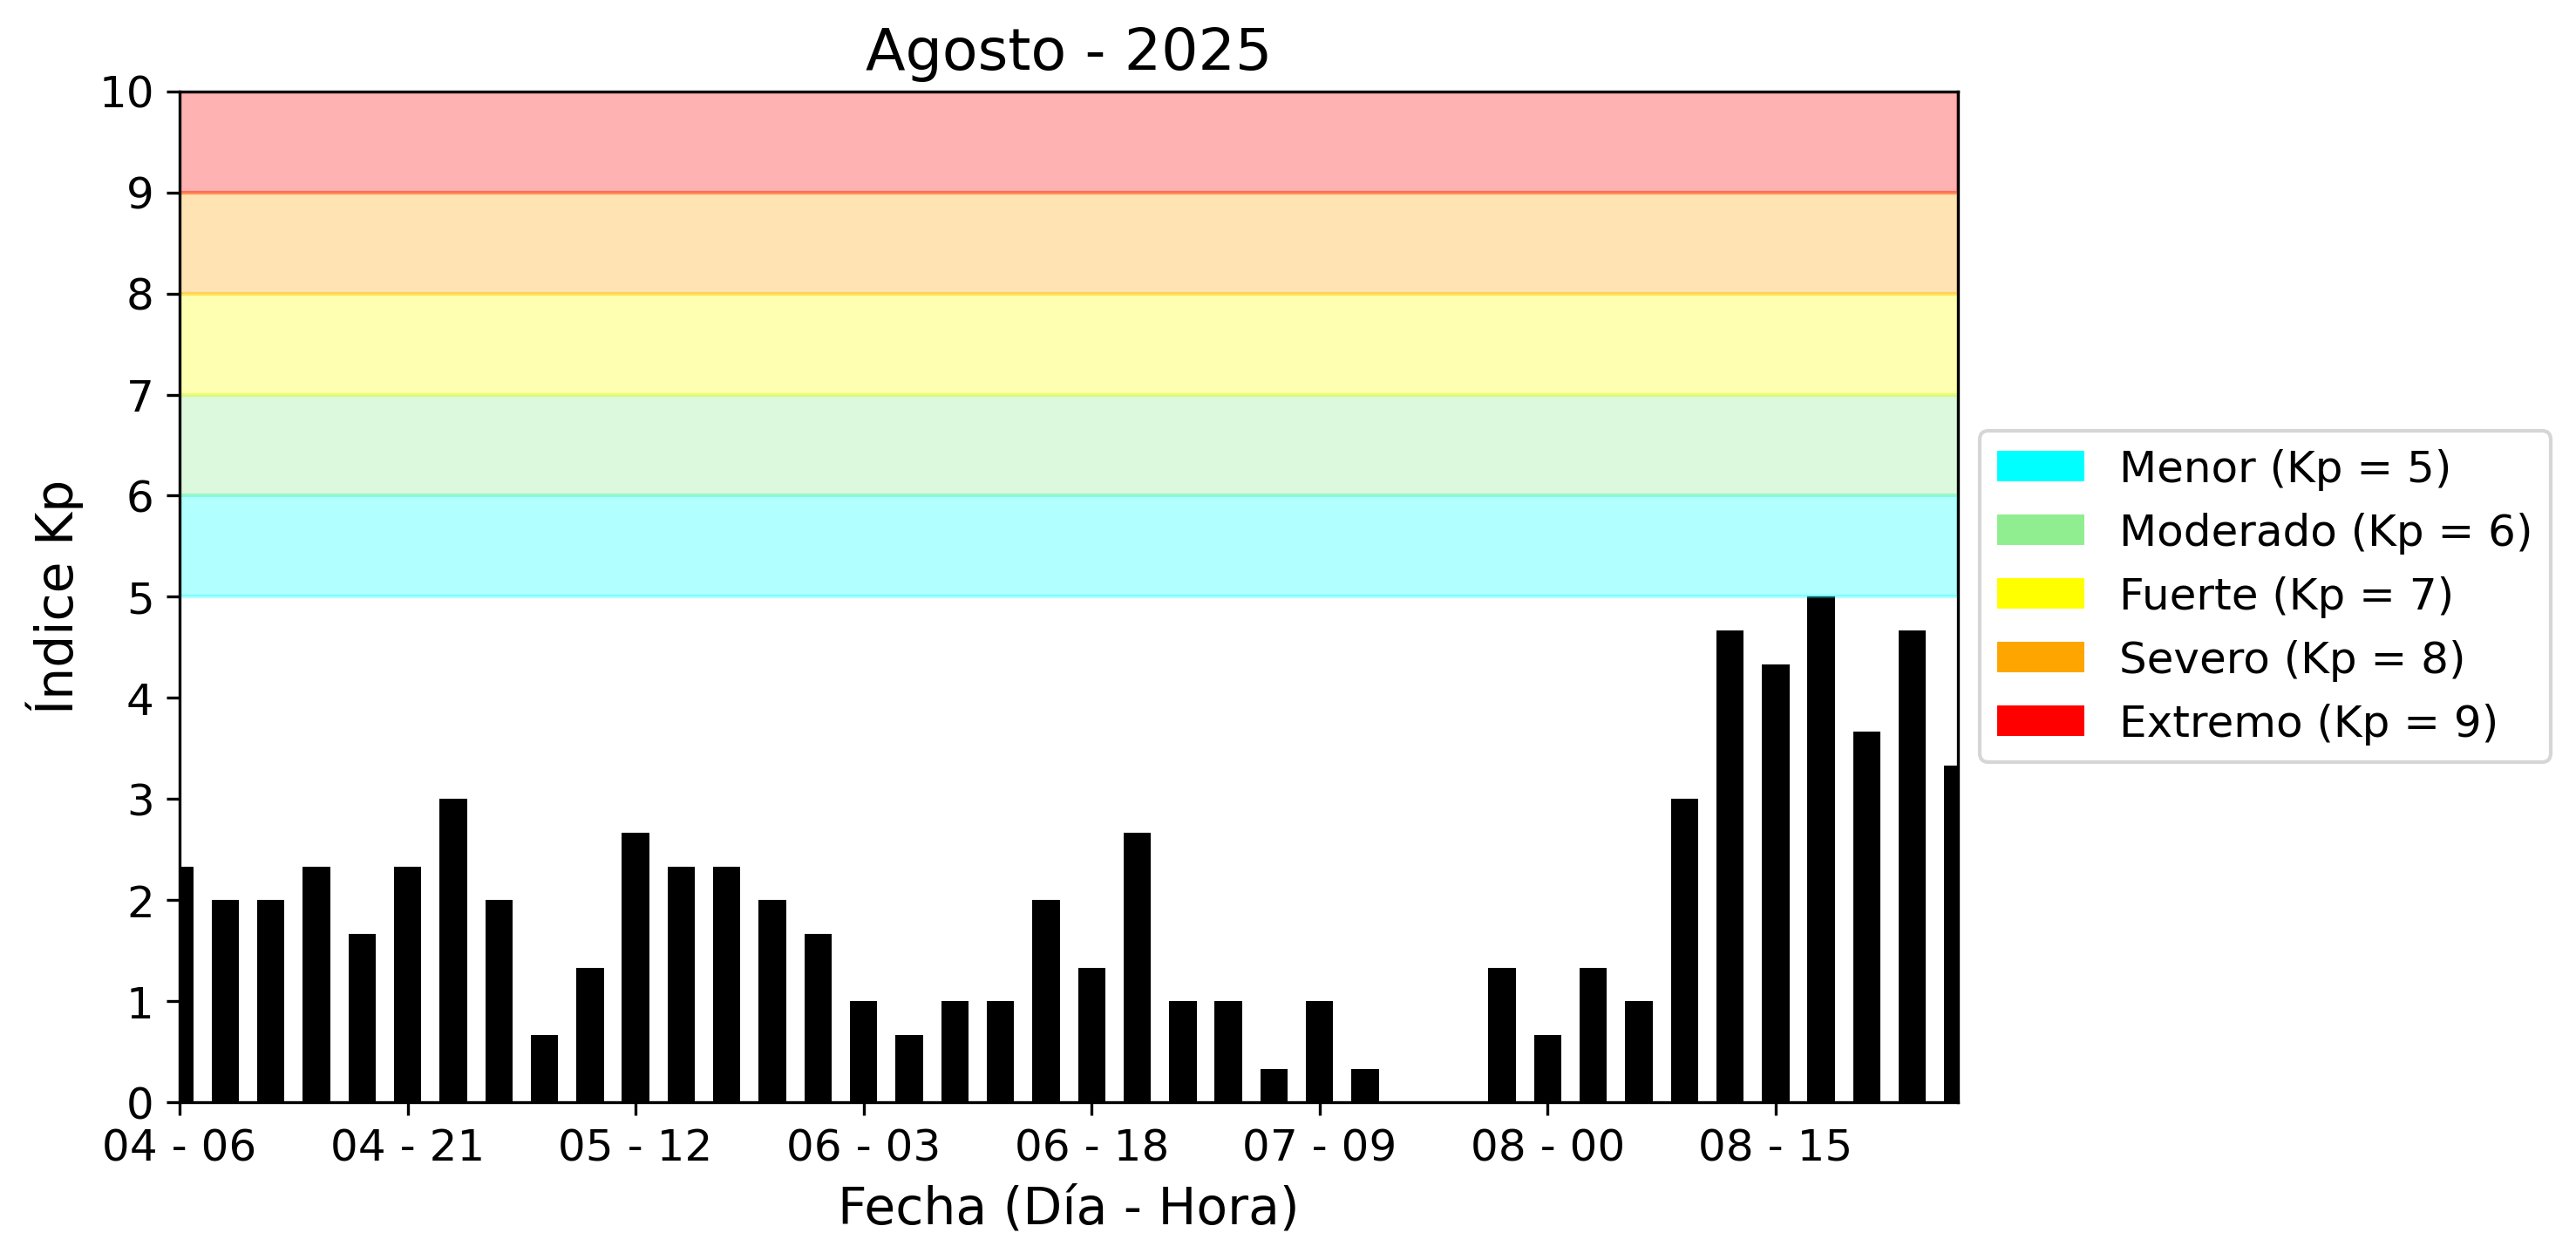 Agosto - 2025
10
9
8
7
6
5
4
3
2
1
0
Índice Kp
04 - 06
04 - 21
05 - 12
06 - 03
06 - 18
07 - 09
08 - 00
08 - 15
Fecha (Día - Hora)
Menor (Kp = 5)
Moderado (Kp = 6)
Fuerte (Kp = 7)
Severo (Kp = 8)
Extremo (Kp = 9)